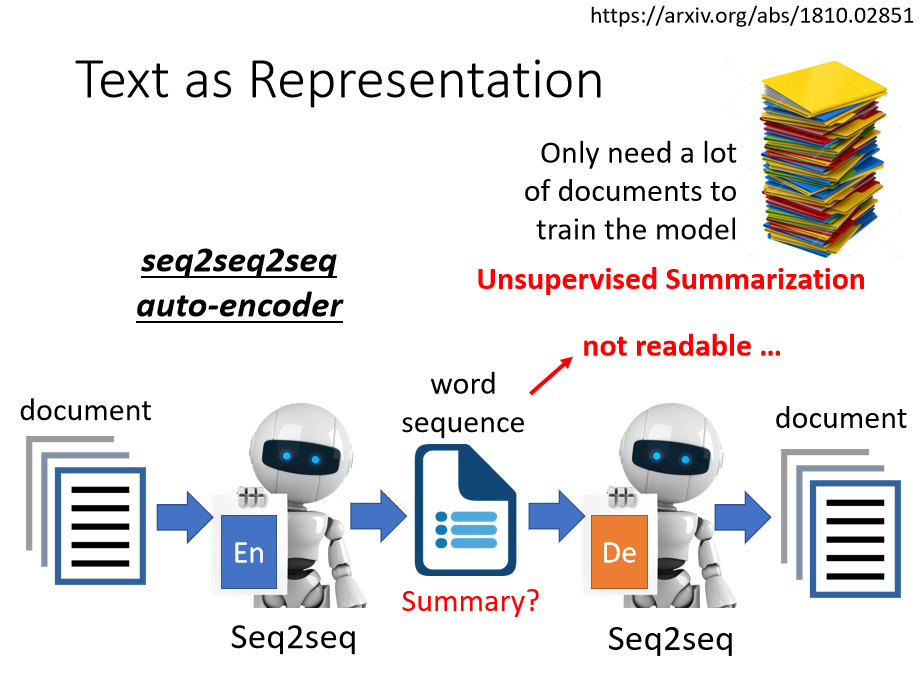 https://arxiv.org/abs/1810.02851
Text as Representation
Only need a lot
of documents to
train the model
seq2seq2seq
auto-encoder
Unsupervised Summarization
not readable …
word
sequence
document
document
En
De
Summary?
Seq2seq
Seq2seq